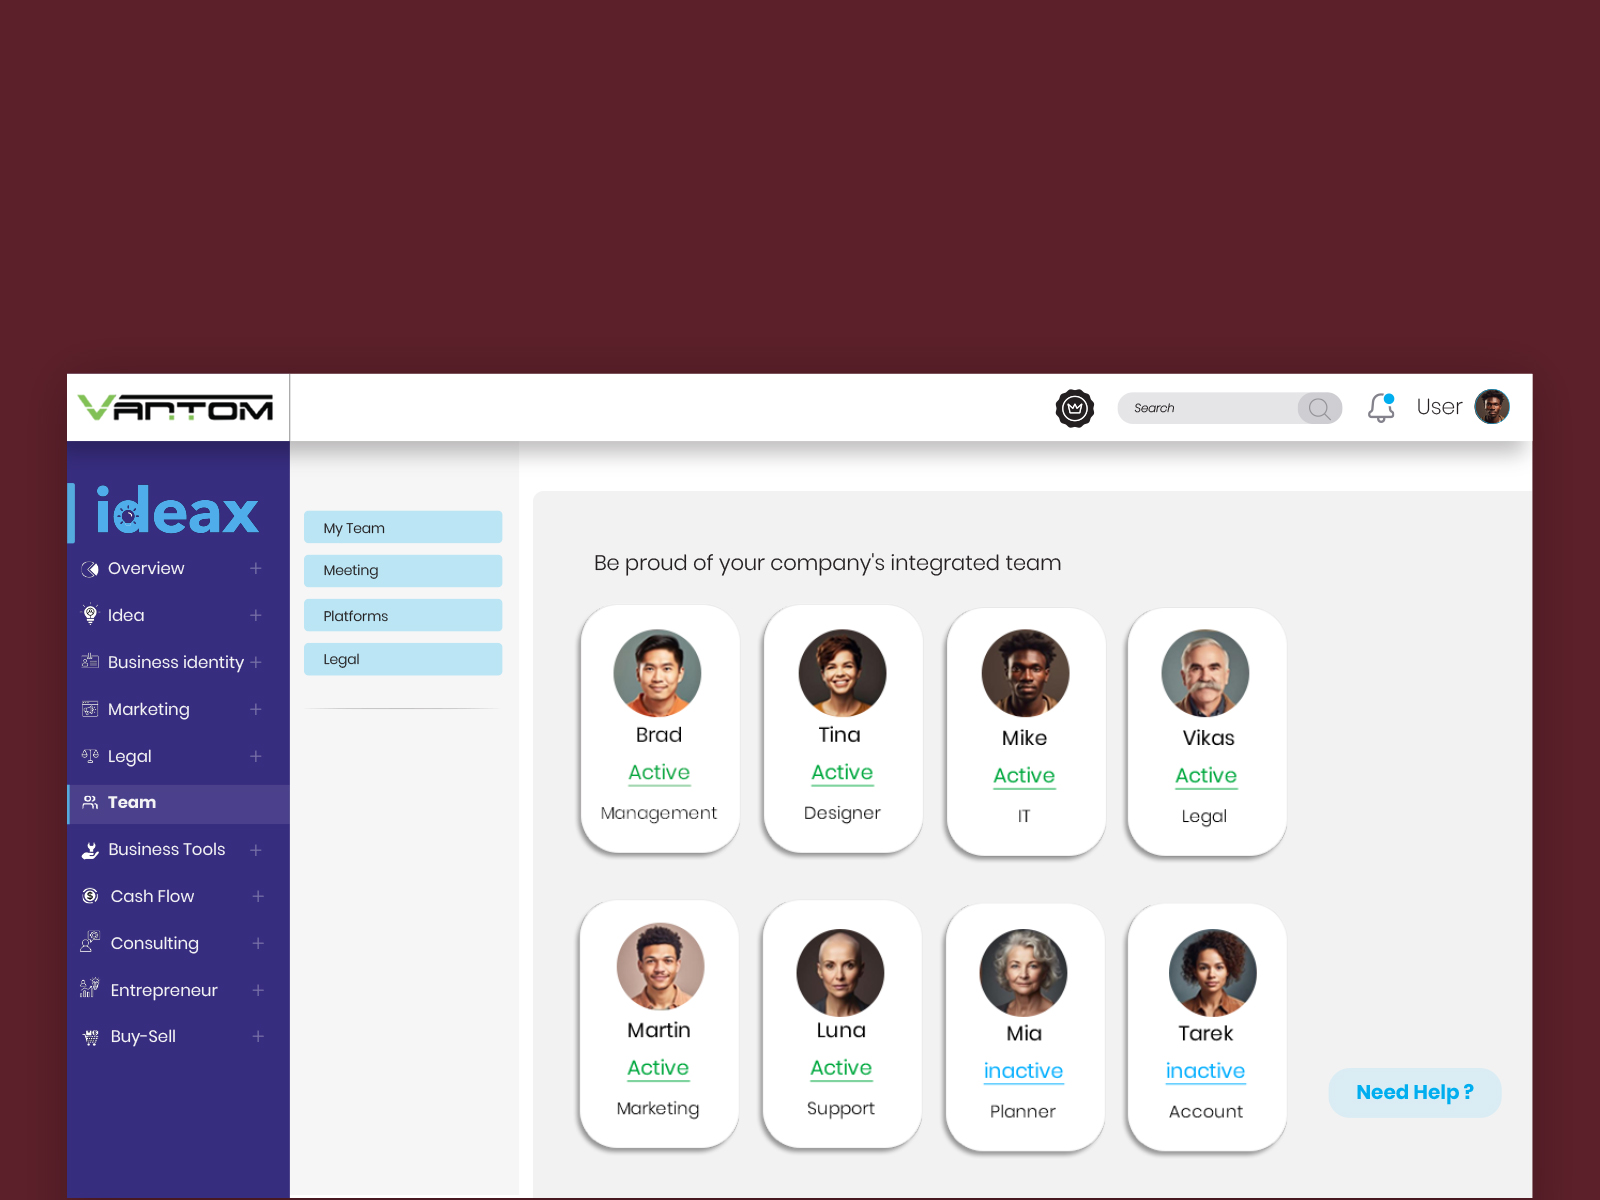 VANTOM
Search
User
ideax
Overview
Idea
Business identity
Marketing
Legal
Team
Business Tools
Cash Flow
Consulting
Entrepreneur
Buy-Sell
My Team
Meeting
Platforms
Legal
Be proud of your company's integrated team
Brad
Active
Management
Tina
Active
Designer
Mike
Active
IT
Vikas
Active
Legal
Martin
Active
Marketing
Luna
Active
Support
Mia
inactive
Planner
Tarek
inactive
Account
Need Help ?